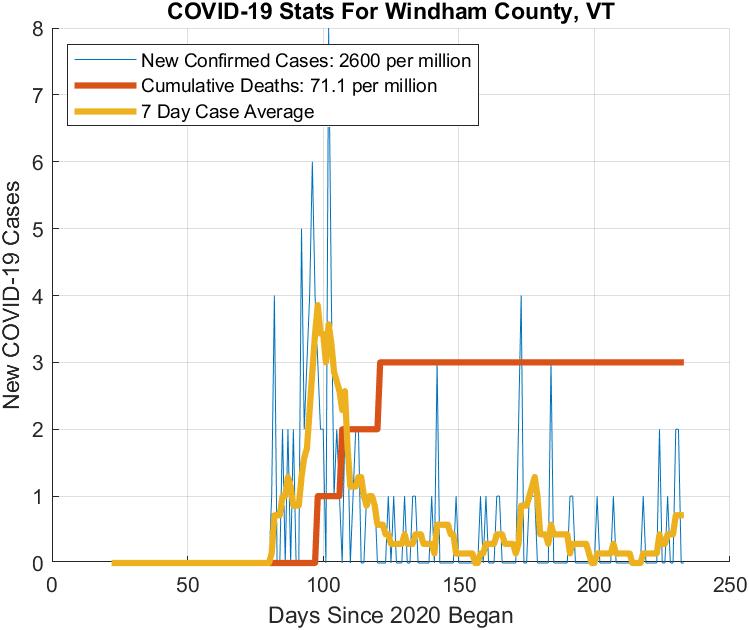 COVID-19 Stats For Windham County, VT
New Confirmed Cases: 2600 per million
Cumulative Deaths: 71.1 per million
7 Day Case Average
New COVID-19 Cases
8
7
6
5
4
3
2
1
0
0 50 100 150 200 250
Days Since 2020 Began